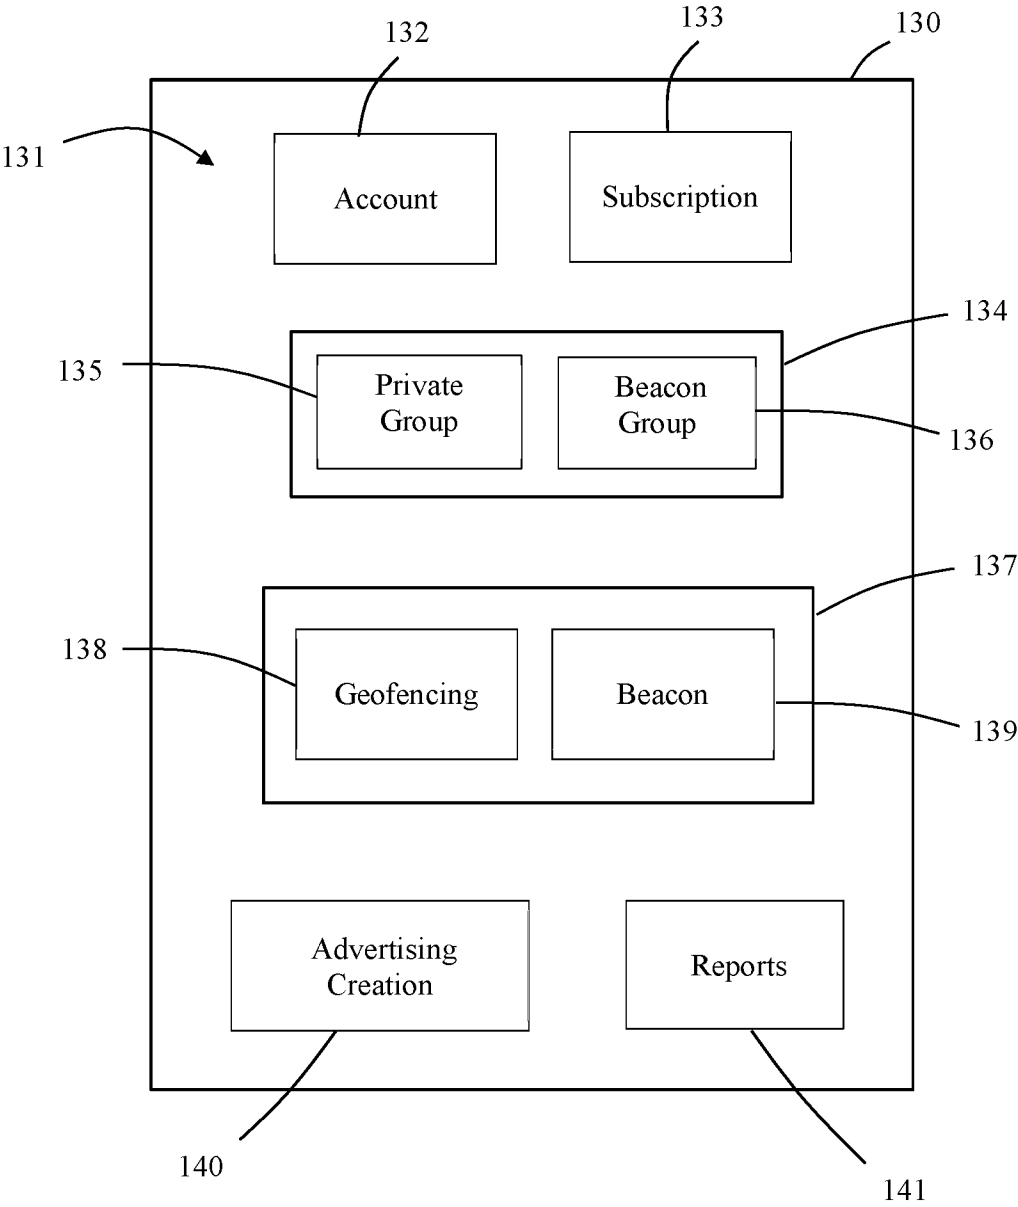 130
132
133
131
Account
Subscription
134
135
Private
Group
Beacon
Group
136
137
138
Geofencing
Beacon
139
Advertising
Creation
Reports
140
141